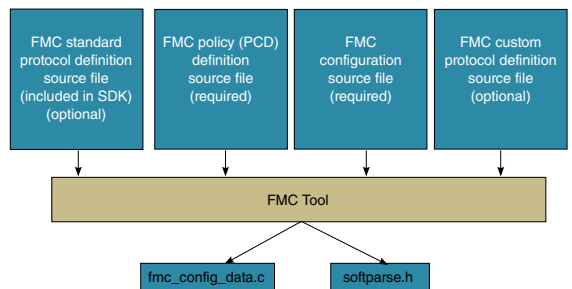 FMC standard
protocol definition
source file
(included in SDK)
(optional)
FMC policy (PCD)
definition
source file
(required)
FMC
configuration
source file
(required)
FMC custom
protocol definition
source file
(optional)
FMC Tool
fmc_config_data.c
softparse.h